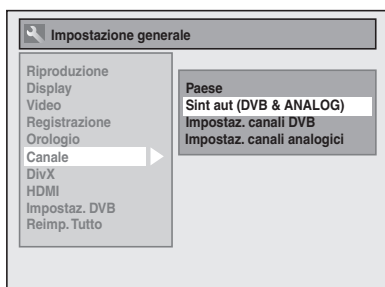 Impostazione generale
Riproduzione
Display
Video
Registrazione
Orologio
Canale
DivX
HDMI
Impostaz. DVB
Reimp. Tutto
Paese
Sint aut (DVB & ANALOG)
Impostaz. canali DVB
Impostaz. canali analogici